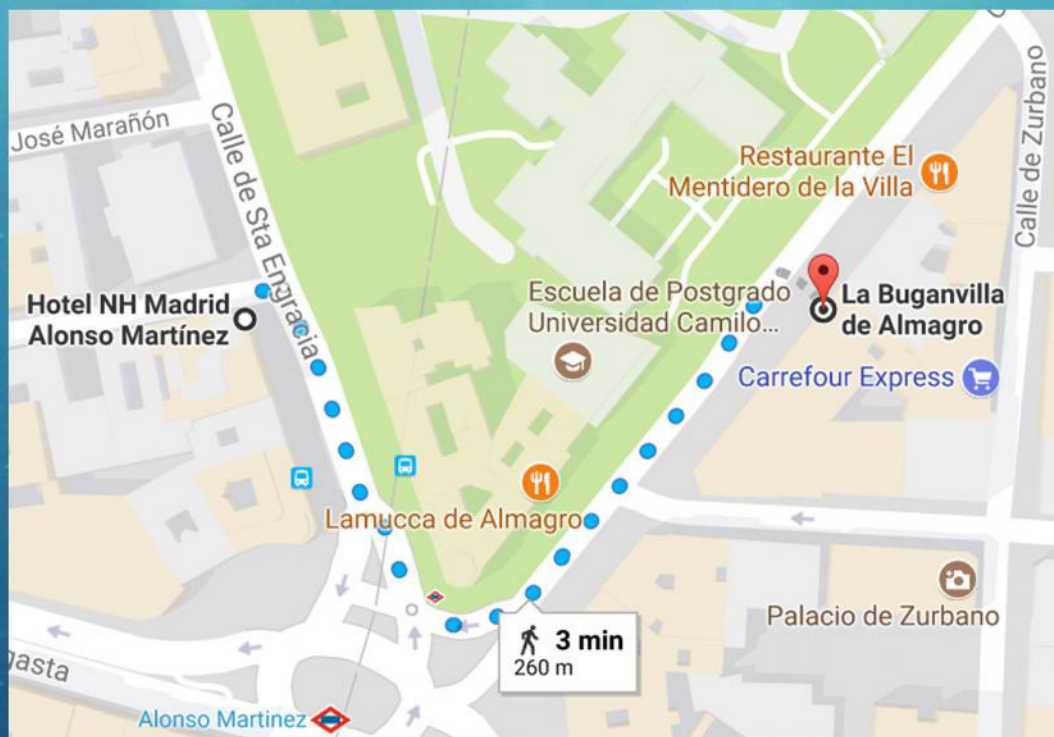 José Marañón
Calle de Sta Engracia
Calle de Zurbano
Restaurante El
Mentidero de la Villa
Hotel NH Madrid
Alonso Martínez
Escuela de Postgrado
Universidad Camilo...
La Buganvilla
de Almagro
Carrefour Express
Lamucca de Almagro
Palacio de Zurbano
3 min
260 m
gasta
Alonso Martinez